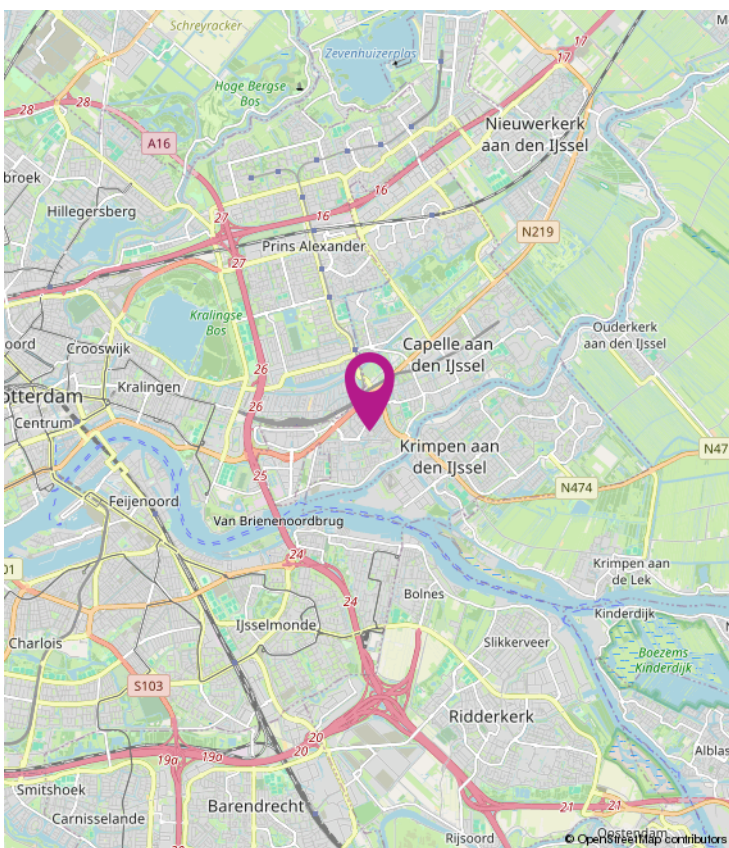 Schreyracker
Zevenhuizerplas
17
17
M
Hoge Bergse
Bos
28
28
A16
Nieuwerkerk
aan den IJssel
broek
16
Hillegersberg
27
16
N219
Prins Alexander
27
Kralingse
Bos
Ouderkerk
aan den IJssel
oord
Crooswijk
Capelle aan
den IJssel
26
Kralingen
otterdam
26
Centrum
Krimpen aan
den IJssel
N47
25
N474
Feijenoord
Van Brienenoordbrug
24
01
Krimpen aan
de Lek
24
Bolnes
Kinderdijk
IJsselmonde
Charlois
Slikkerveer
Boezems
Kinderdijk
S103
Ridderkerk
20
20
19a
19a
Alblas
Smitshoek
Barendrecht
21
21
Carnisselande
Oostendam
Rijsoord
© OpenStreetMap contributors